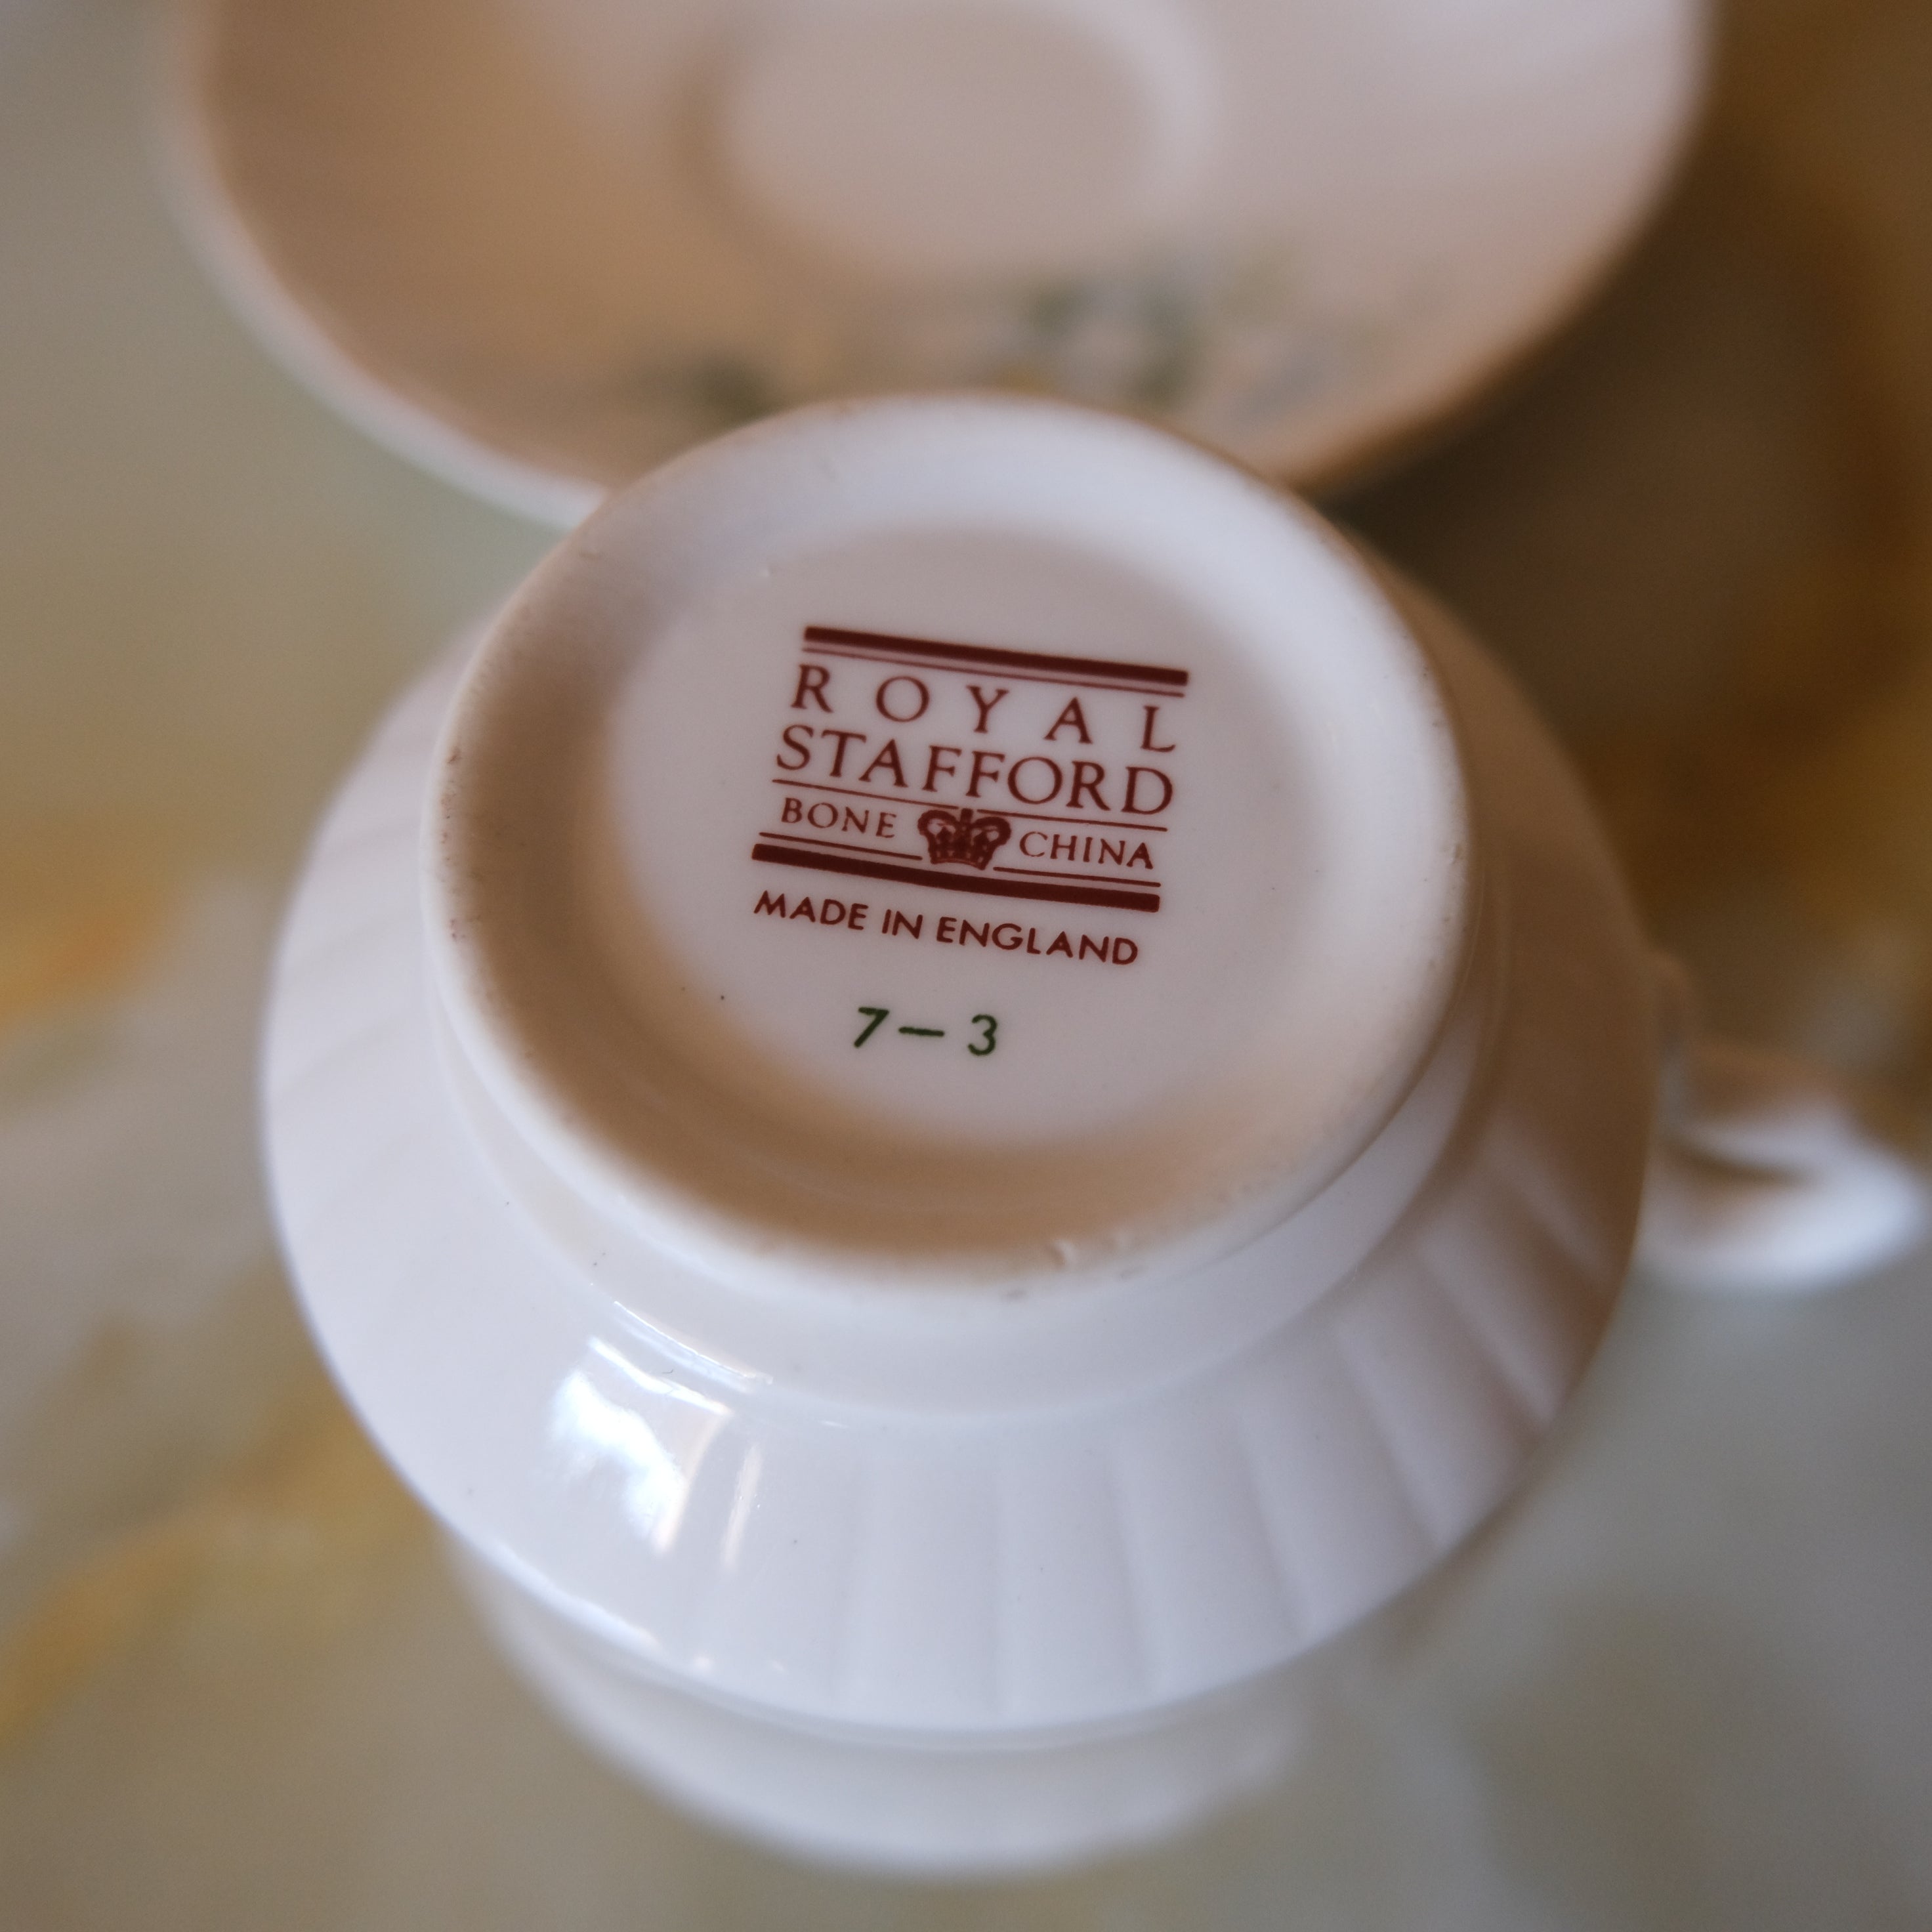 ROYAL
STAFFORD
BONE CHINA
MADE IN ENGLAND
7-3